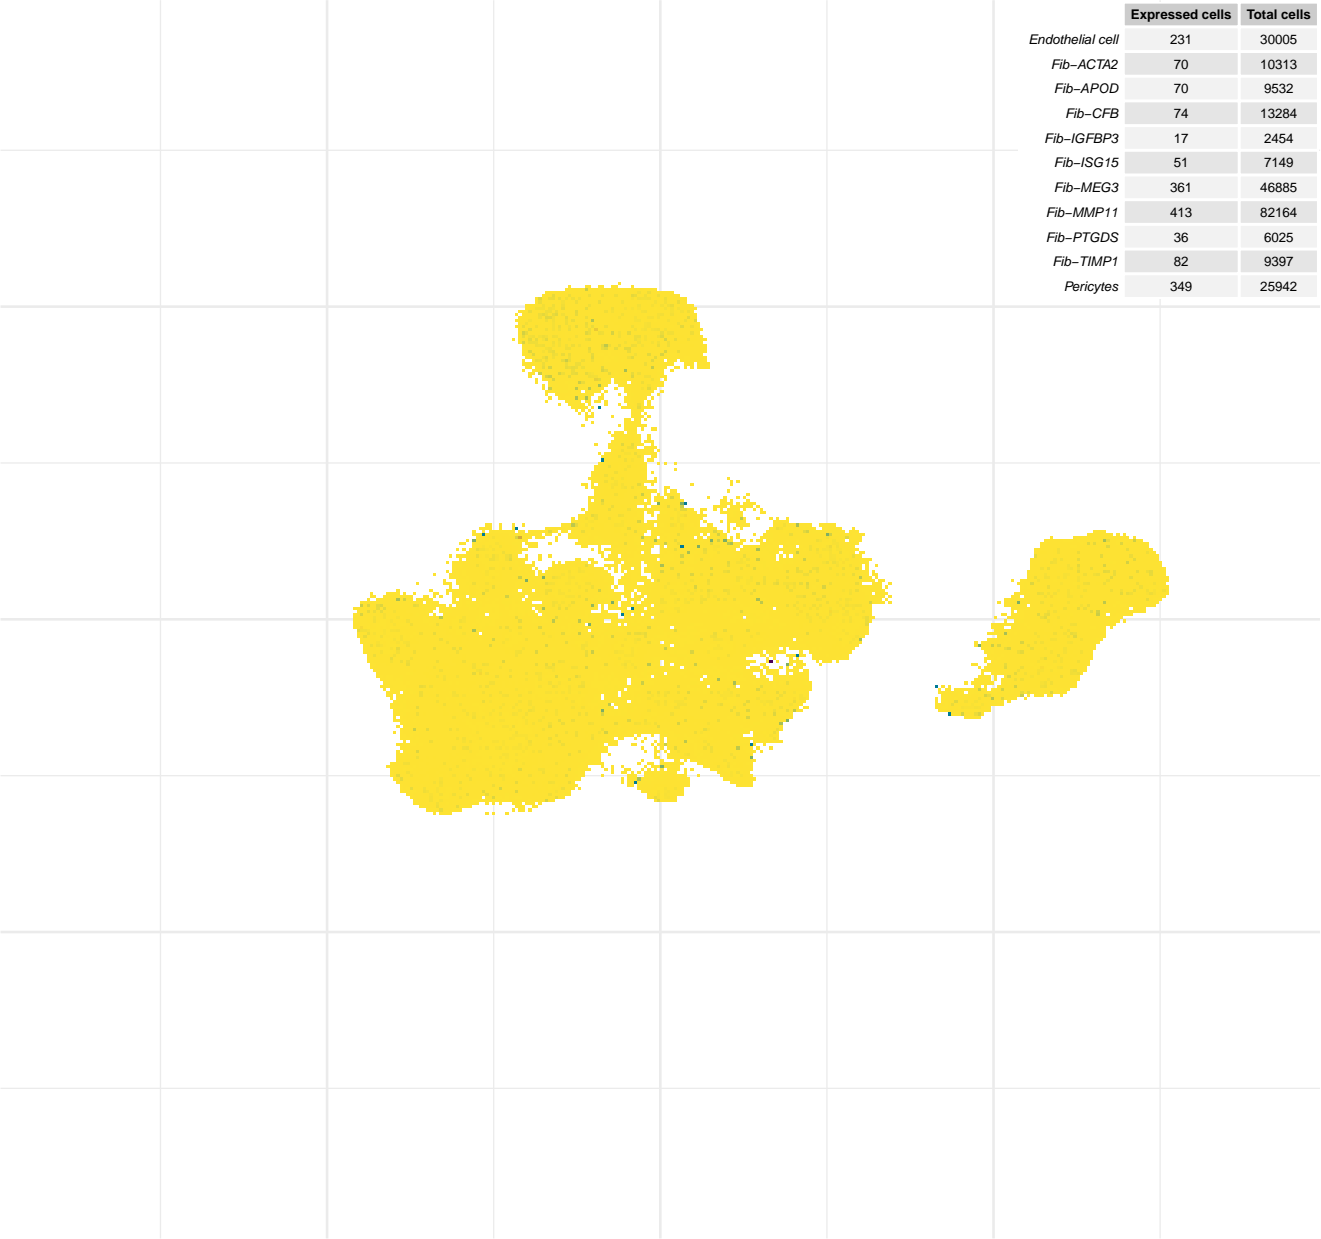 Expressed cells Total cells
Endothelial cell 231 30005
Fib−ACTA2 70 10313
Fib−APOD 70 9532
Fib−CFB 74 13284
Fib−IGFBP3 17 2454
Fib−ISG15 51 7149
Fib−MEG3 361 46885
Fib−MMP11 413 82164
Fib−PTGDS 36 6025
Fib−TIMP1 82 9397
Pericytes 349 25942